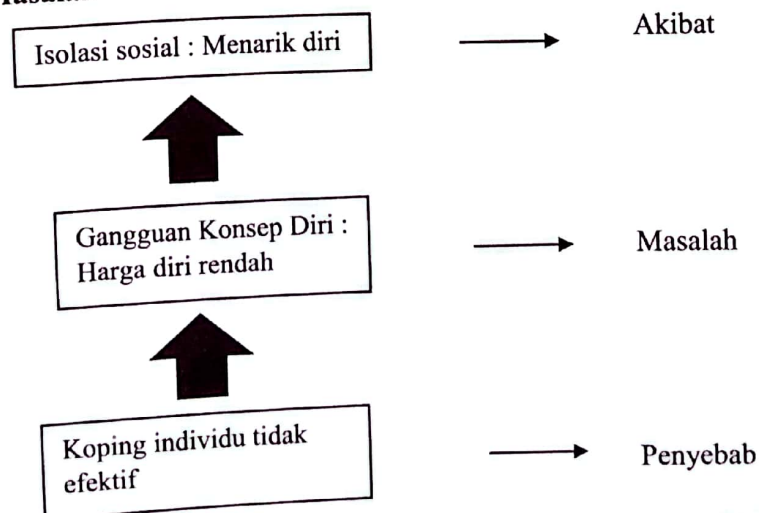 Isolasi sosial : Menarik diri
Akibat
Gangguan Konsep Diri :
Harga diri rendah
Masalah
Koping individu tidak
efektif
Penyebab